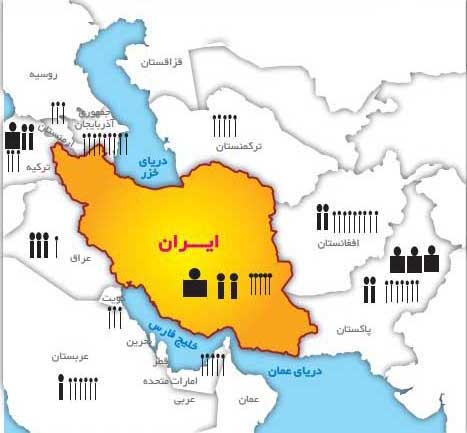 روسیه
قزاقستان
جمهوری
آذربایجان
ارمنستان
ترکمنستان
ترکیه
دریای
خزر
ایران
افغانستان
عراق
کویت
پاکستان
خلیج فارس
بحرین
عربستان
قطر
دریای عمان
امارات متحده
عربی
عمان